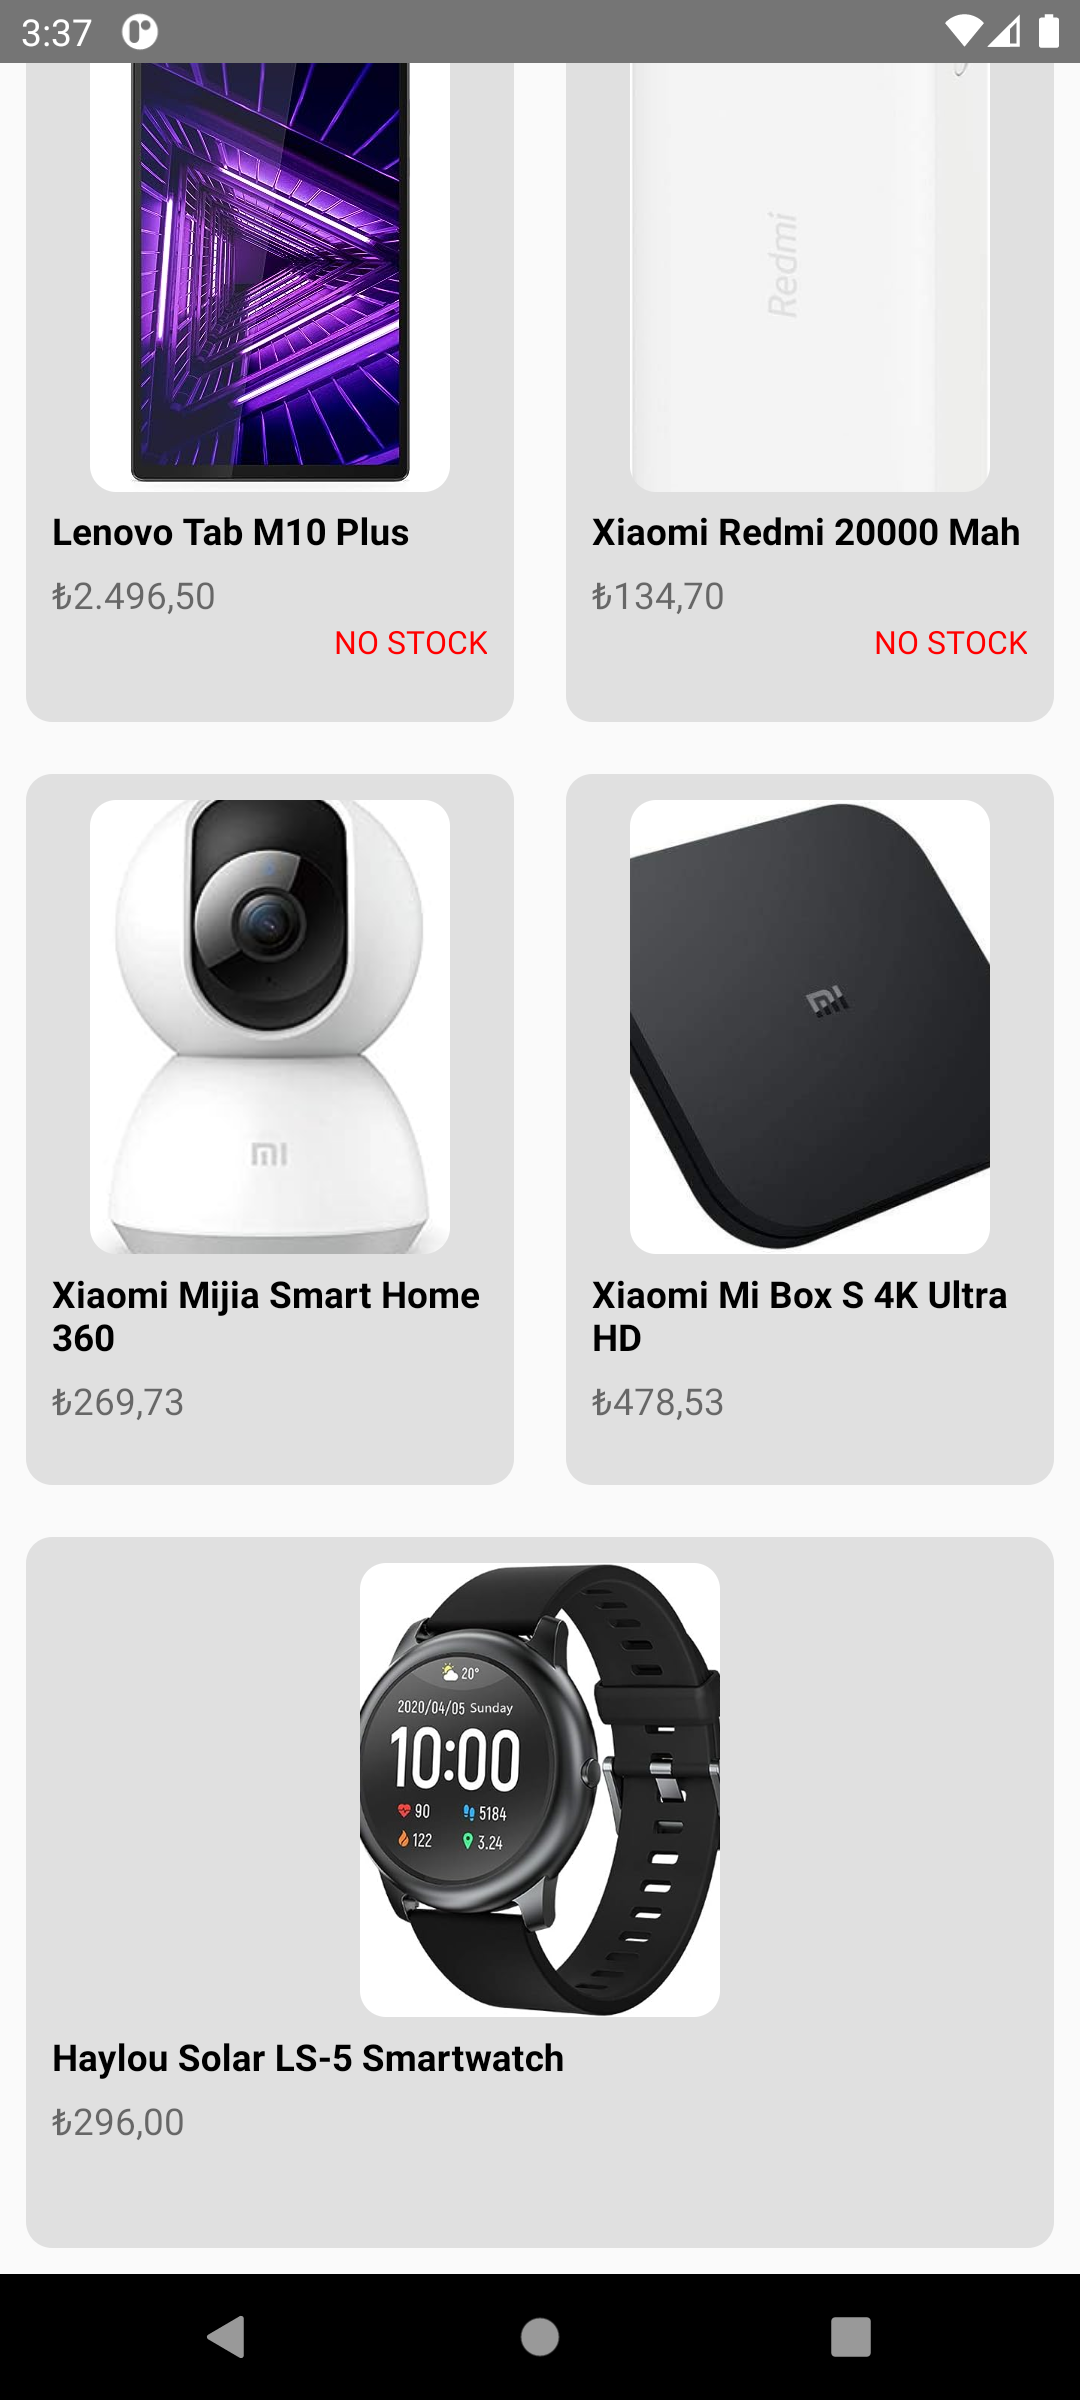 3:37
Redmi
Lenovo Tab M10 Plus
₺2.496,50
NO STOCK
Xiaomi Redmi 20000 Mah
₺134,70
NO STOCK
mi
mi
Xiaomi Mijia Smart Home
360
₺269,73
Xiaomi Mi Box S 4K Ultra
HD
₺478,53
20°
2020/04/05 Sunday
10:00
90 5184
122 3.24
Haylou Solar LS-5 Smartwatch
₺296,00